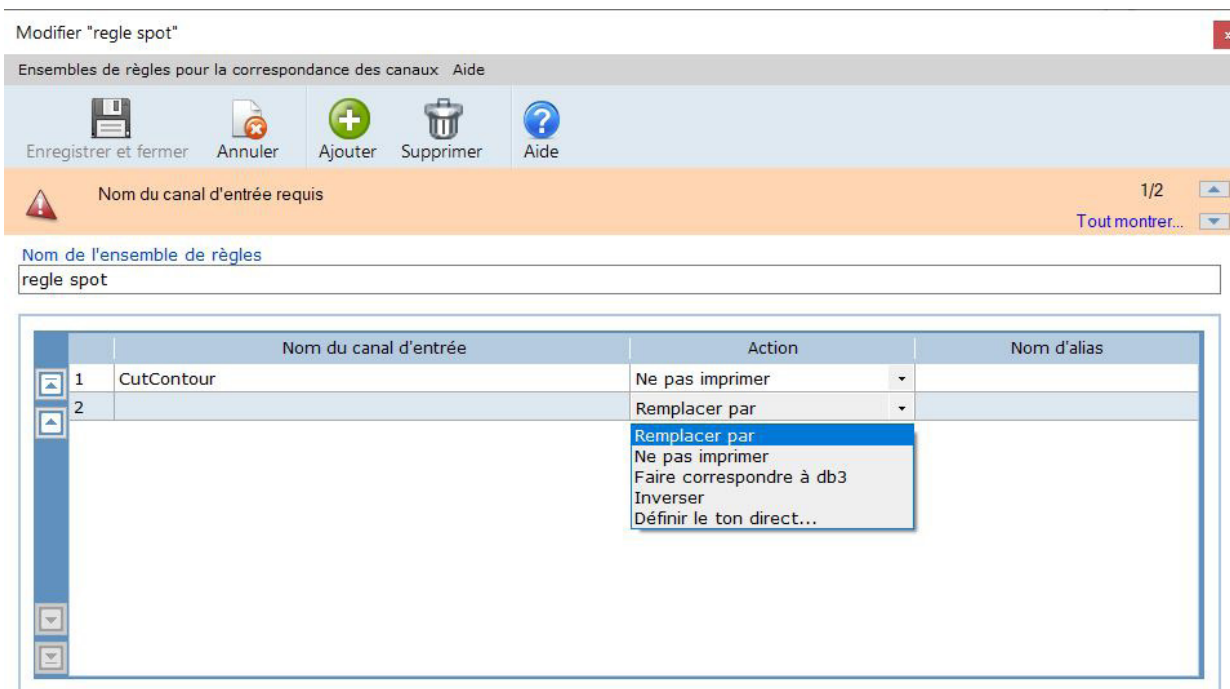 Modifier "regle spot"
Ensembles de règles pour la correspondance des canaux Aide
Enregistrer et fermer Annuler Ajouter Supprimer Aide
Nom du canal d'entrée requis 1/2
Tout montrer...
Nom de l'ensemble de règles
regle spot
Nom du canal d'entrée Action Nom d'alias
1 CutContour Ne pas imprimer
2 Remplacer par
Remplacer par
Ne pas imprimer
Faire correspondre à db3
Inverser
Définir le ton direct...